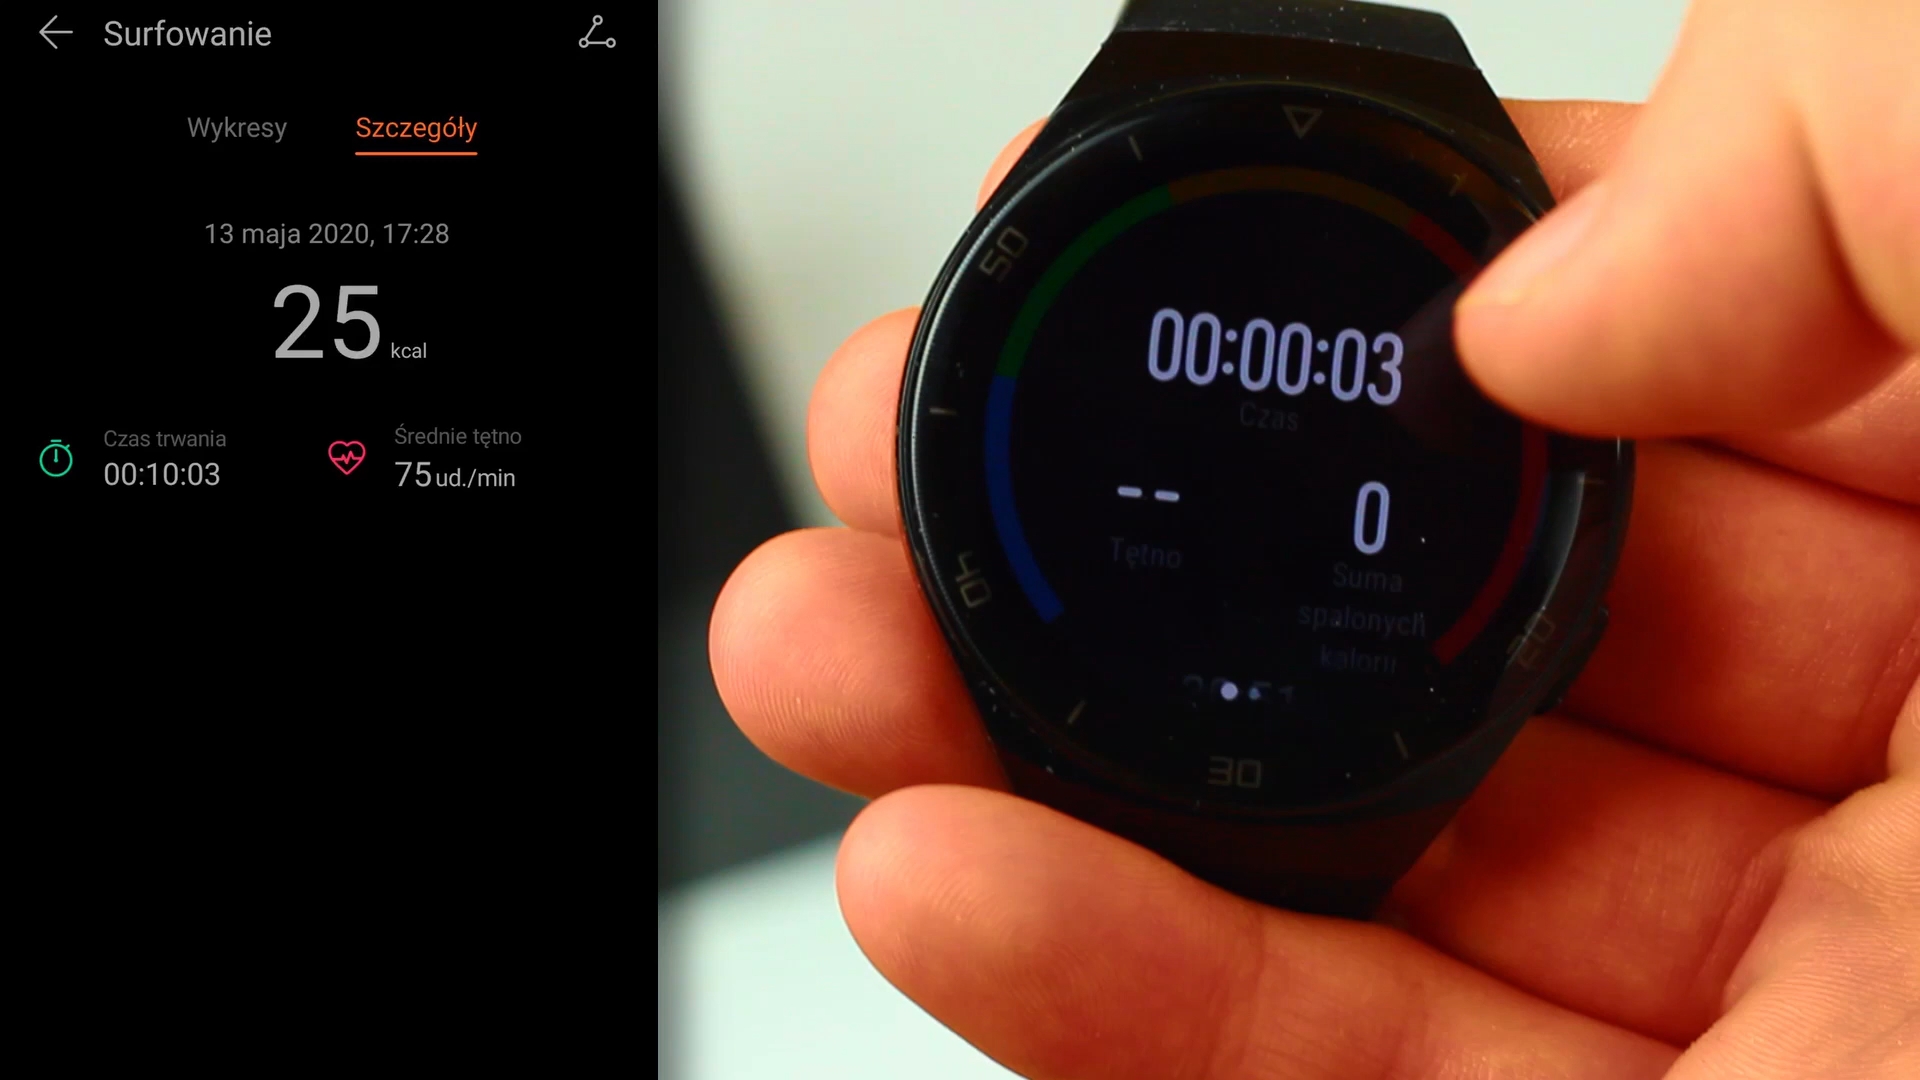 Surfowanie
Wykresy Szczegóły
13 maja 2020, 17:28
25 kcal
Czas trwania
00:10:03
Średnie tętno
75 ud./min
50
40
30
20
00:00:03
Czas
--
Tętno
0
Suma
spalonych
kalorii